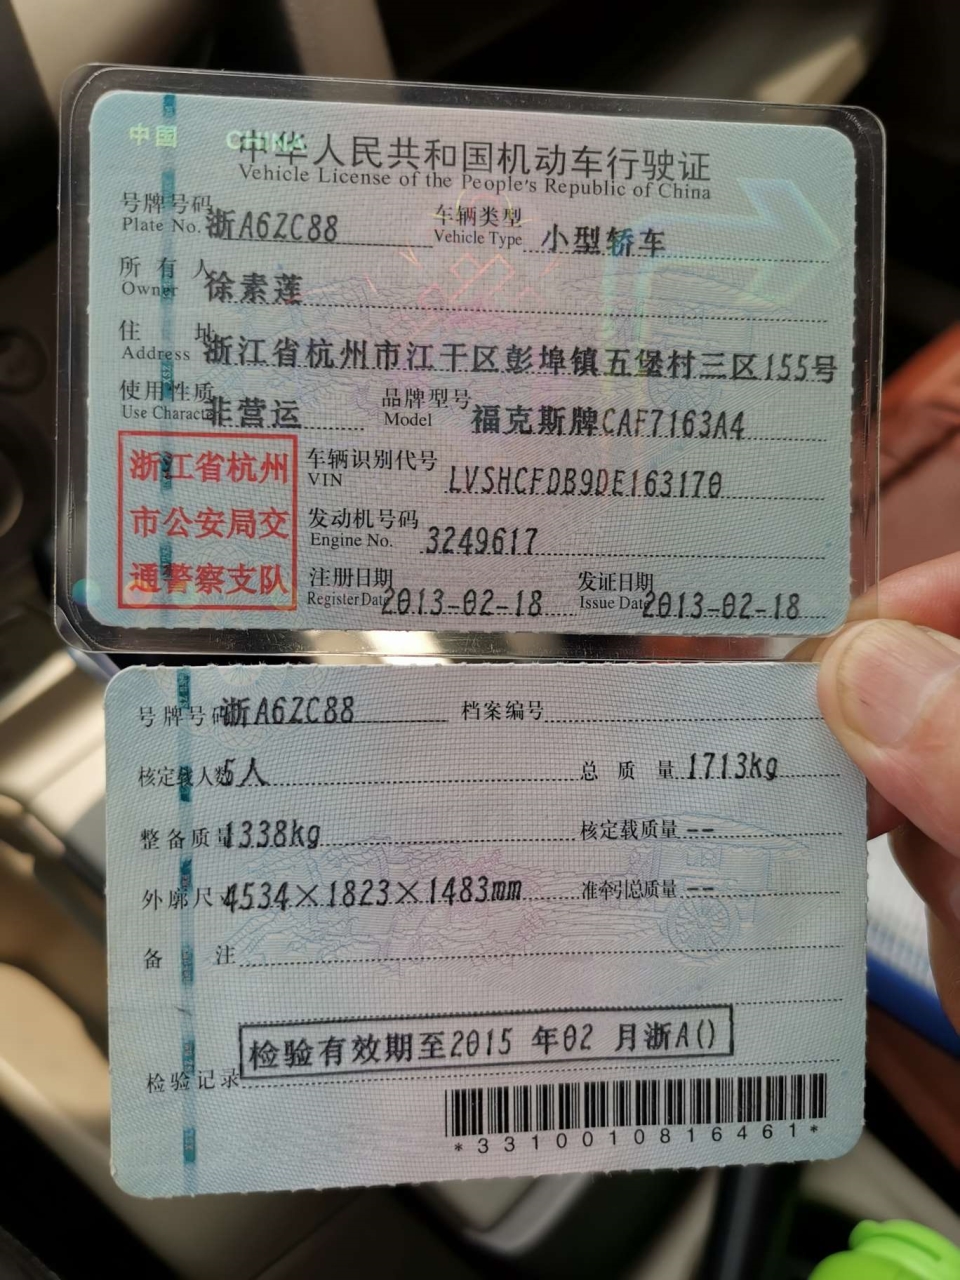 中国 CHINA
中华人民共和国机动车行驶证
Vehicle License of the People's Republic of China
号牌号码 浙A6ZC88 车辆类型 小型轿车
Plate No. Vehicle Type
所有人 徐素莲
Owner
住址 浙江省杭州市江干区彭埠镇五堡村三区155号
Address
使用性质 非营运 品牌型号 福克斯牌CAF7163A4
Use Character Model
浙江省杭州
市公安局交
通警察支队
车辆识别代号 LVSHCFDB9DE163170
VIN
发动机号码 3249617
Engine No.
注册日期 2013-02-18 发证日期 2013-02-18
Register Date Issue Date
号牌号码 浙A6ZC88 档案编号
核定载人数 5人 总质量 1713kg
整备质量 1338kg 核定载质量 --
外廓尺寸 4534×1823×1483mm 准牵引总质量 --
备注
检验记录 检验有效期至2015 年02 月浙A()
*3310010816461*